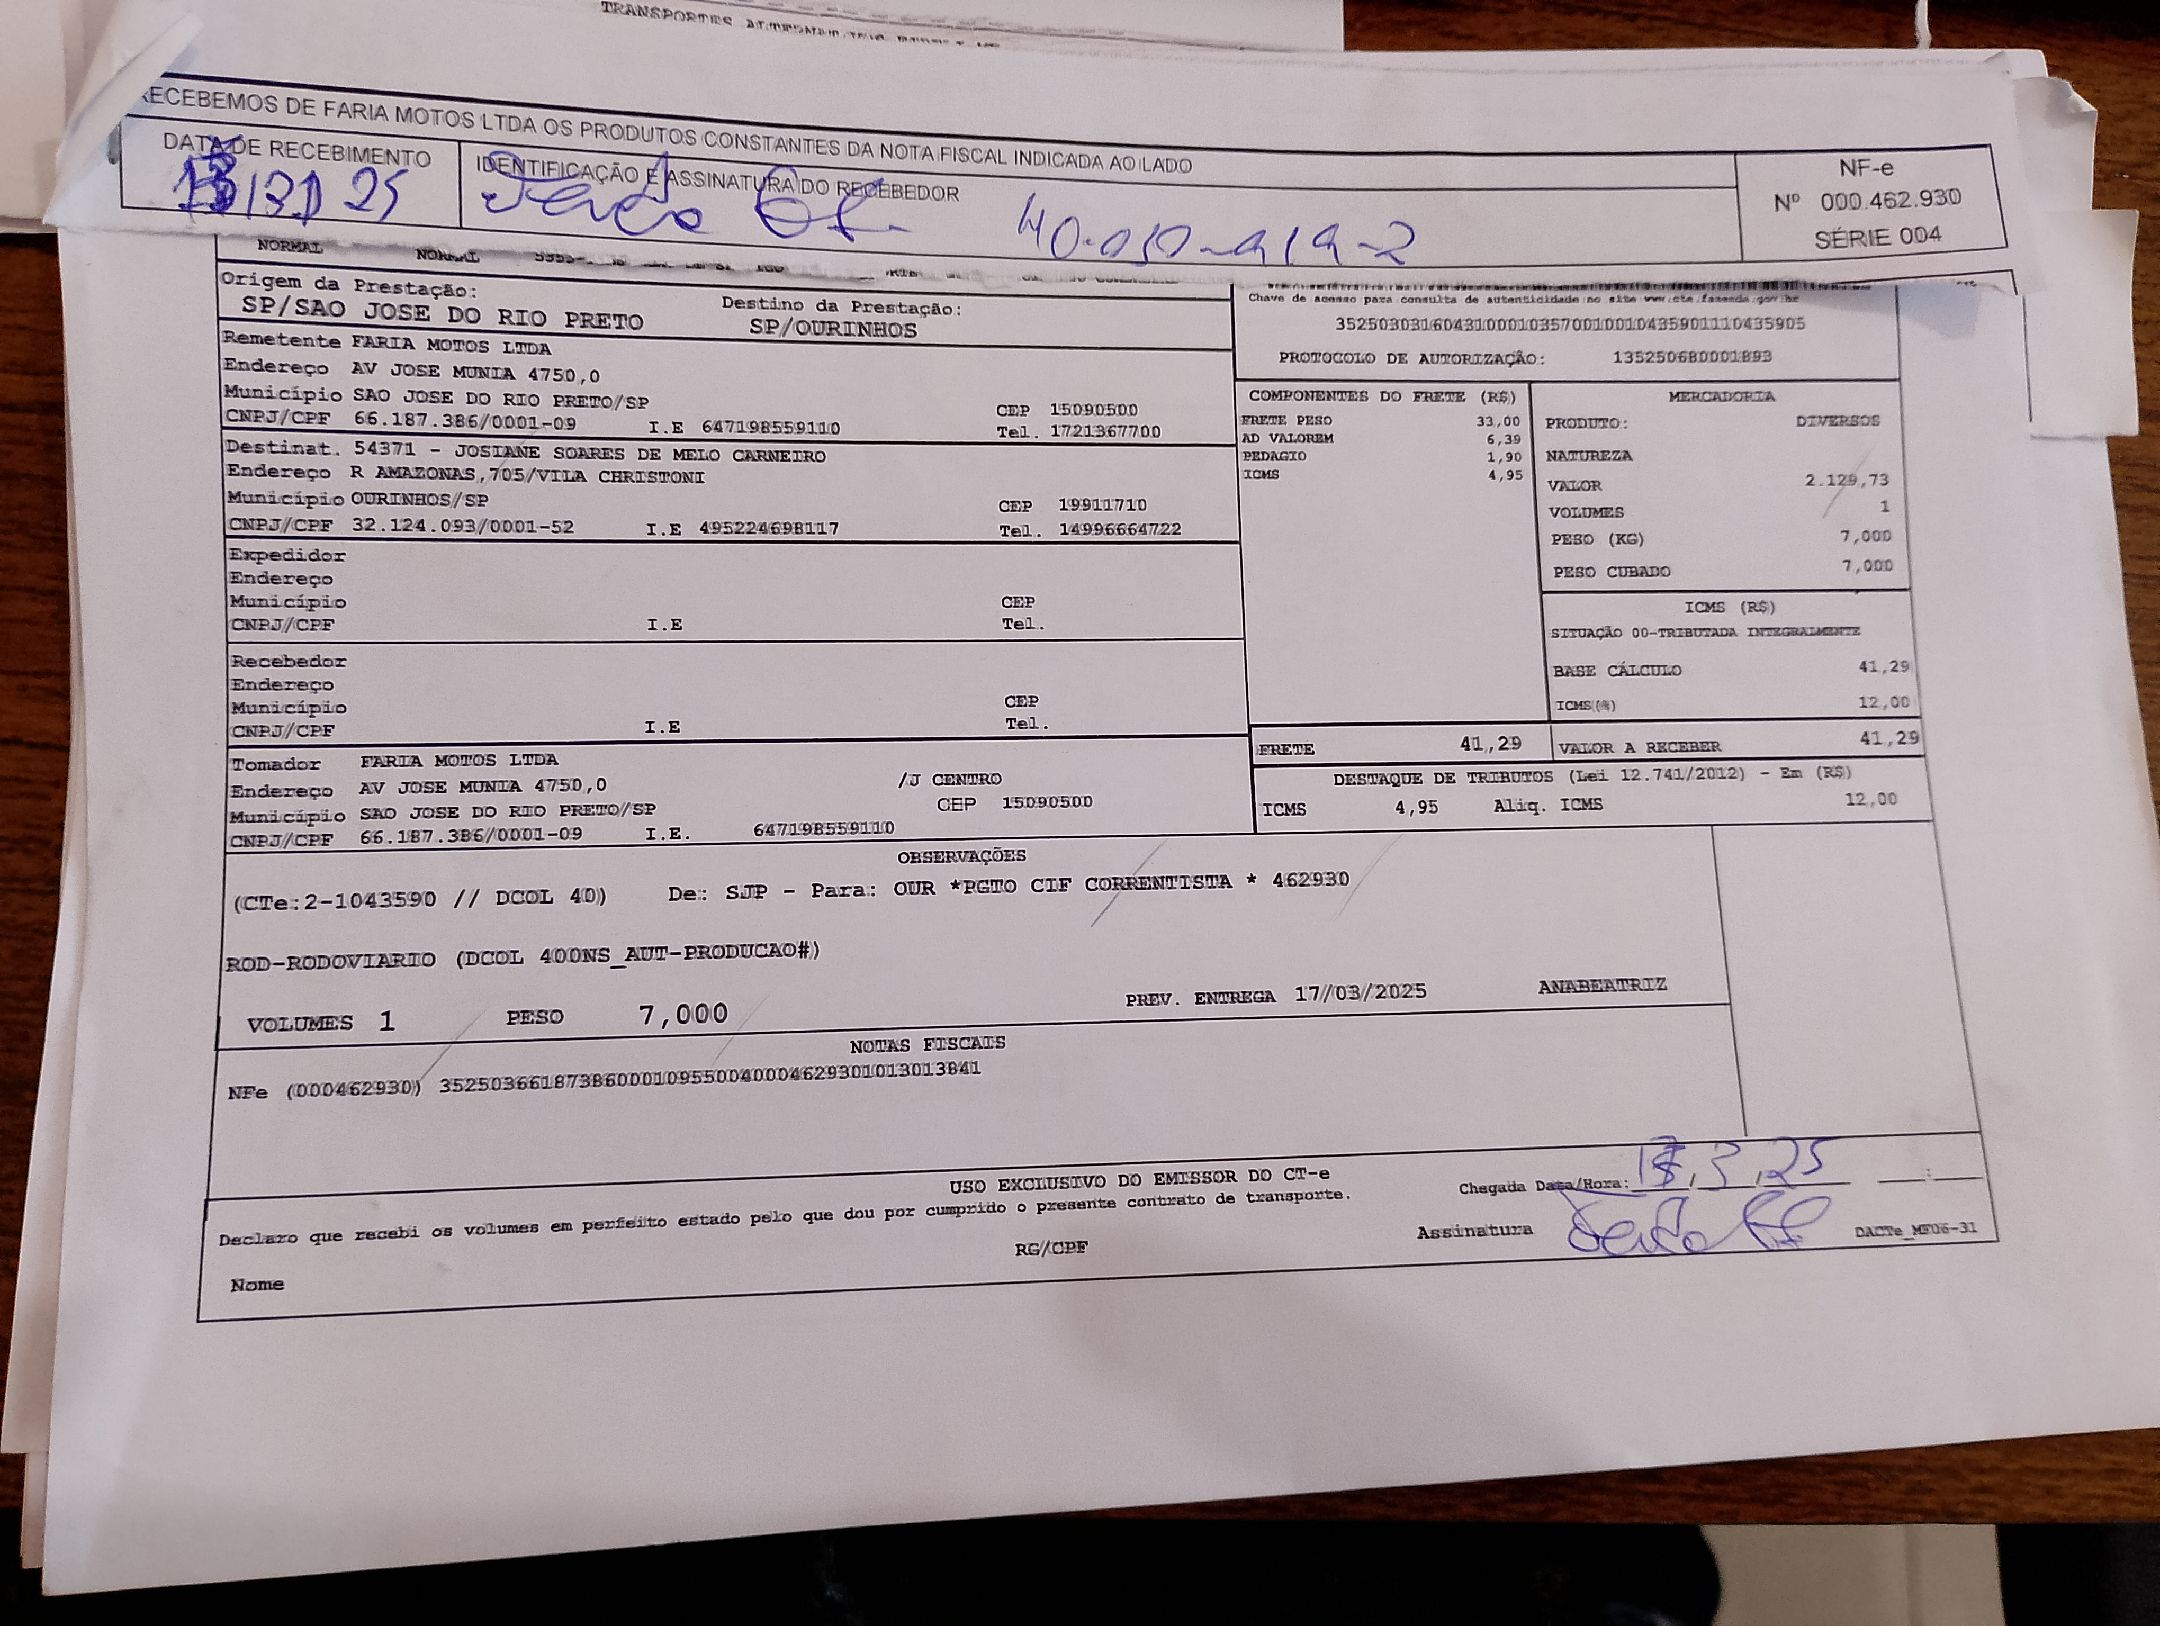 TRANSPORTES
RECEBEMOS DE FARIA MOTOS LTDA OS PRODUTOS CONSTANTES DA NOTA FISCAL INDICADA AO LADO
DATA DE RECEBIMENTO
25
IDENTIFICAÇÃO E ASSINATURA DO RECEBEDOR
NF-e
Nº 000.462.930
SÉRIE 004
NORMAL NORMAL
Origem da Prestação:
SP/SAO JOSE DO RIO PRETO
Destino da Prestação:
SP/OURINHOS
Chave de acesso para consulta de autenticidade no site www.cte.fazenda.gov.br
35250303160431000103570010010435901110435905
PROTOCOLO DE AUTORIZAÇÃO: 135250680001893
Remetente FARIA MOTOS LTDA
Endereço AV JOSE MUNIA 4750,0
Município SAO JOSE DO RIO PRETO/SP CEP 15090500
CNPJ/CPF 66.187.386/0001-09 I.E 647198559110 Tel. 1721367700
Destinat. 54371 - JOSIANE SOARES DE MELO CARNEIRO
Endereço R AMAZONAS,705/VILA CHRISTONI
Município OURINHOS/SP CEP 19911710
CNPJ/CPF 32.124.093/0001-52 I.E 495224698117 Tel. 14996664722
Expedidor
Endereço
Município CEP
CNPJ/CPF I.E Tel.
Recebedor
Endereço
Município CEP
CNPJ/CPF I.E Tel.
Tomador FARIA MOTOS LTDA
Endereço AV JOSE MUNIA 4750,0 /J CENTRO
Município SAO JOSE DO RIO PRETO/SP CEP 15090500
CNPJ/CPF 66.187.386/0001-09 I.E. 647198559110
COMPONENTES DO FRETE (R$)
FRETE PESO 33,00
AD VALOREM 6,39
PEDAGIO 1,90
ICMS 4,95
MERCADORIA
PRODUTO: DIVERSOS
NATUREZA
VALOR 2.129,73
VOLUMES 1
PESO (KG) 7,000
PESO CUBADO 7,000
ICMS (R$)
SITUAÇÃO 00-TRIBUTADA INTEGRALMENTE
BASE CÁLCULO 41,29
ICMS(%) 12,00
FRETE 41,29
VALOR A RECEBER 41,29
DESTAQUE DE TRIBUTOS (Lei 12.741/2012) - Em (R$)
ICMS 4,95 Aliq. ICMS 12,00
OBSERVAÇÕES
(CTe:2-1043590 // DCOL 40) De: SJP - Para: OUR *PGTO CIF CORRENTISTA * 462930
ROD-RODOVIARIO (DCOL 400NS_AUT-PRODUCAO#)
VOLUMES 1 PESO 7,000 PREV. ENTREGA 17/03/2025 ANABEATRIZ
NOTAS FISCAIS
NFe (000462930) 35250366187386000109550040004629301013013841
USO EXCLUSIVO DO EMISSOR DO CT-e
Declaro que recebi os volumes em perfeito estado pelo que dou por cumprido o presente contrato de transporte.
Chegada Data/Hora: 3 , 25 :
Nome RG/CPF Assinatura DACTe_MF06-31